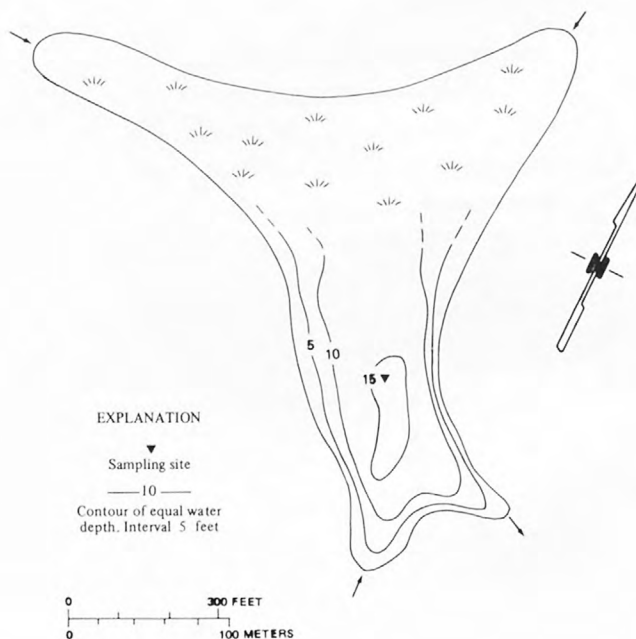 5
10
15
EXPLANATION
Sampling site
10
Contour of equal water
depth. Interval 5 feet
0 300 FEET
0 100 METERS
N